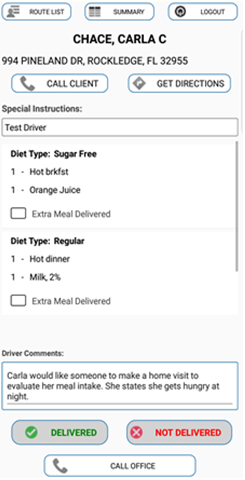 ROUTE LIST SUMMARY LOGOUT
CHACE, CARLA C
994 PINELAND DR, ROCKLEDGE, FL 32955
CALL CLIENT GET DIRECTIONS
Special Instructions:
Test Driver
Diet Type: Sugar Free
1 - Hot brkfst
1 - Orange Juice
Extra Meal Delivered
Diet Type: Regular
1 - Hot dinner
1 - Milk, 2%
Extra Meal Delivered
Driver Comments:
Carla would like someone to make a home visit to
evaluate her meal intake. She states she gets hungry at
night.
DELIVERED NOT DELIVERED
CALL OFFICE